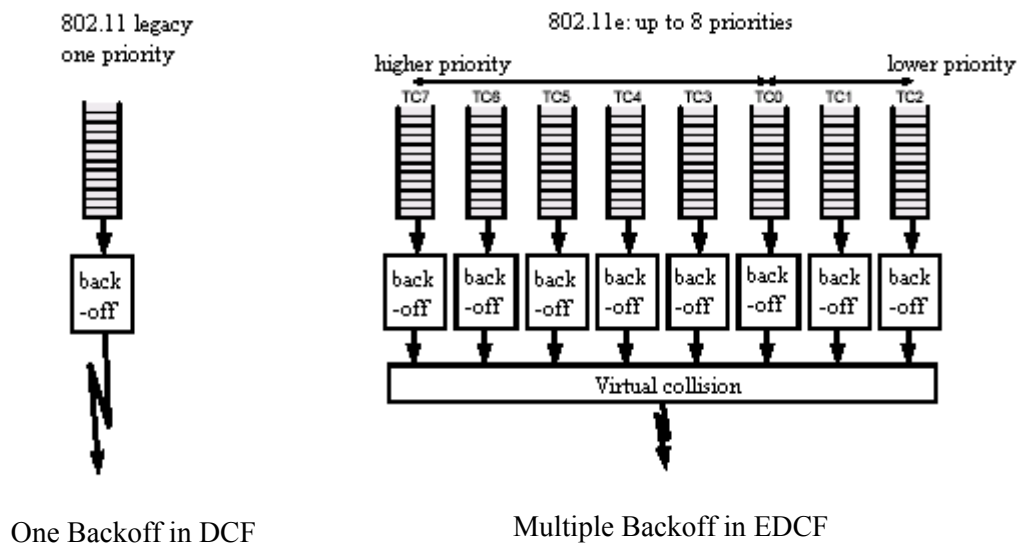 802.11 legacy
one priority
802.11e: up to 8 priorities
higher priority
lower priority
TC7 TC6 TC5 TC4 TC3 TC0 TC1 TC2
back
-off
back
-off
back
-off
back
-off
back
-off
back
-off
back
-off
back
-off
back
-off
Virtual collision
One Backoff in DCF
Multiple Backoff in EDCF